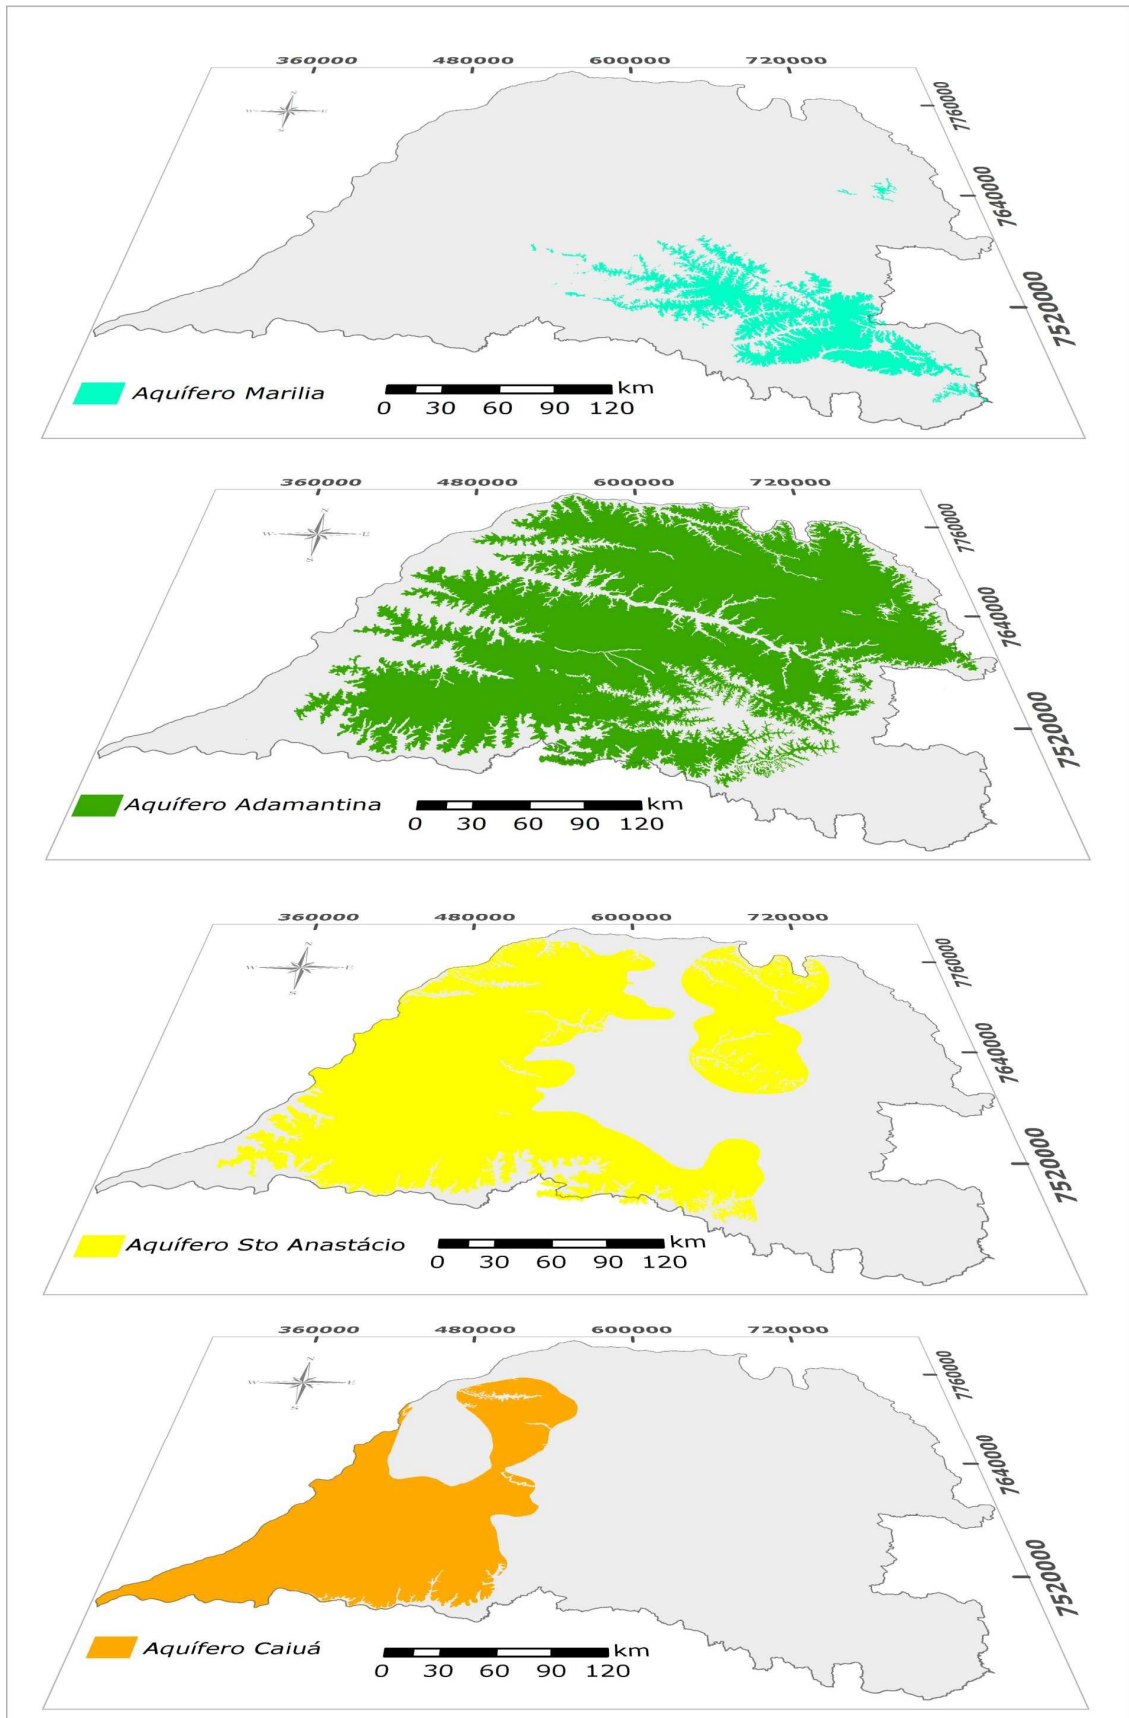 360000 480000 600000 720000
N
W E
S
7760000
7640000
7520000
Aquífero Marilia
km
0 30 60 90 120
360000 480000 600000 720000
N
W E
S
7760000
7640000
7520000
Aquífero Adamantina
km
0 30 60 90 120
360000 480000 600000 720000
N
W E
S
7760000
7640000
7520000
Aquífero Sto Anastácio
km
0 30 60 90 120
360000 480000 600000 720000
N
W E
S
7760000
7640000
7520000
Aquífero Caiuá
km
0 30 60 90 120